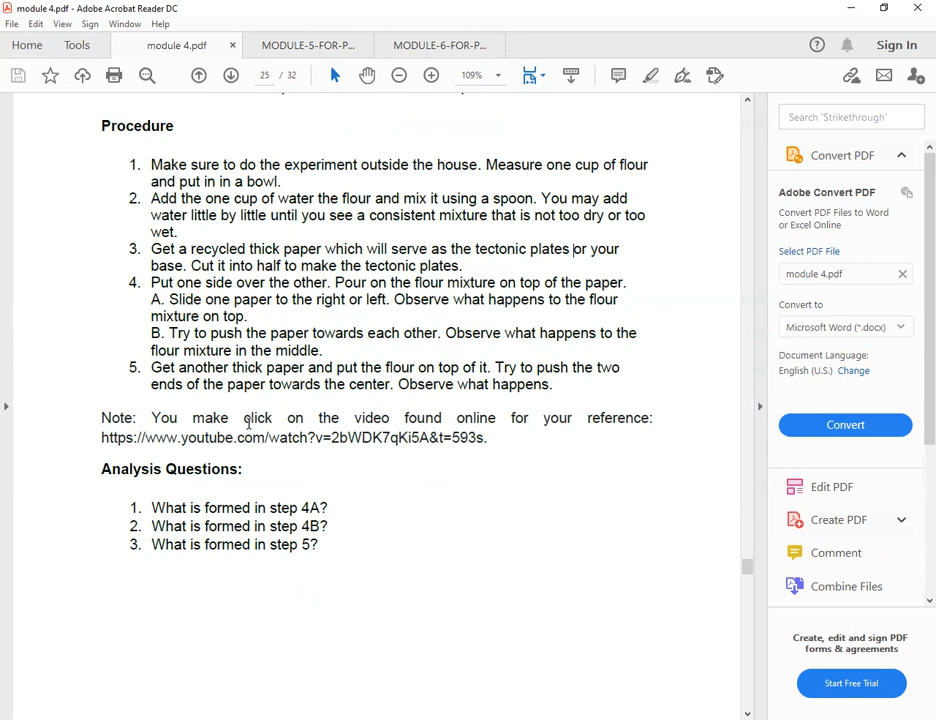 module 4.pdf - Adobe Acrobat Reader DC
File Edit View Sign Window Help
Home Tools module 4.pdf × MODULE-5-FOR-P... MODULE-6-FOR-P... Sign In
25 / 32 109%
Procedure
1. Make sure to do the experiment outside the house. Measure one cup of flour
and put in in a bowl.
2. Add the one cup of water the flour and mix it using a spoon. You may add
water little by little until you see a consistent mixture that is not too dry or too
wet.
3. Get a recycled thick paper which will serve as the tectonic plates or your
base. Cut it into half to make the tectonic plates.
4. Put one side over the other. Pour on the flour mixture on top of the paper.
A. Slide one paper to the right or left. Observe what happens to the flour
mixture on top.
B. Try to push the paper towards each other. Observe what happens to the
flour mixture in the middle.
5. Get another thick paper and put the flour on top of it. Try to push the two
ends of the paper towards the center. Observe what happens.
Note: You make click on the video found online for your reference:
https://www.youtube.com/watch?v=2bWDK7qKi5A&t=593s.
Analysis Questions:
1. What is formed in step 4A?
2. What is formed in step 4B?
3. What is formed in step 5?
Search 'Strikethrough'
Convert PDF
Adobe Convert PDF
Convert PDF Files to Word
or Excel Online
Select PDF File
module 4.pdf
Convert to
Microsoft Word (*.docx)
Document Language:
English (U.S.) Change
Convert
Edit PDF
Create PDF
Comment
Combine Files
Create, edit and sign PDF
forms & agreements
Start Free Trial